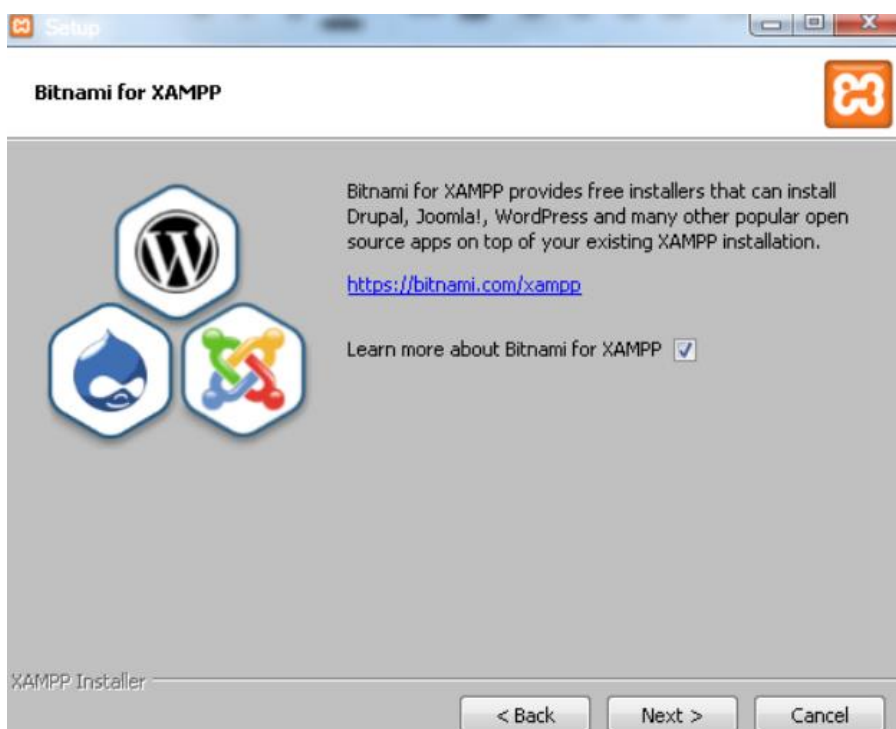 Setup
Bitnami for XAMPP
Bitnami for XAMPP provides free installers that can install
Drupal, Joomla!, WordPress and many other popular open
source apps on top of your existing XAMPP installation.
https://bitnami.com/xampp
Learn more about Bitnami for XAMPP
XAMPP Installer
< Back Next > Cancel